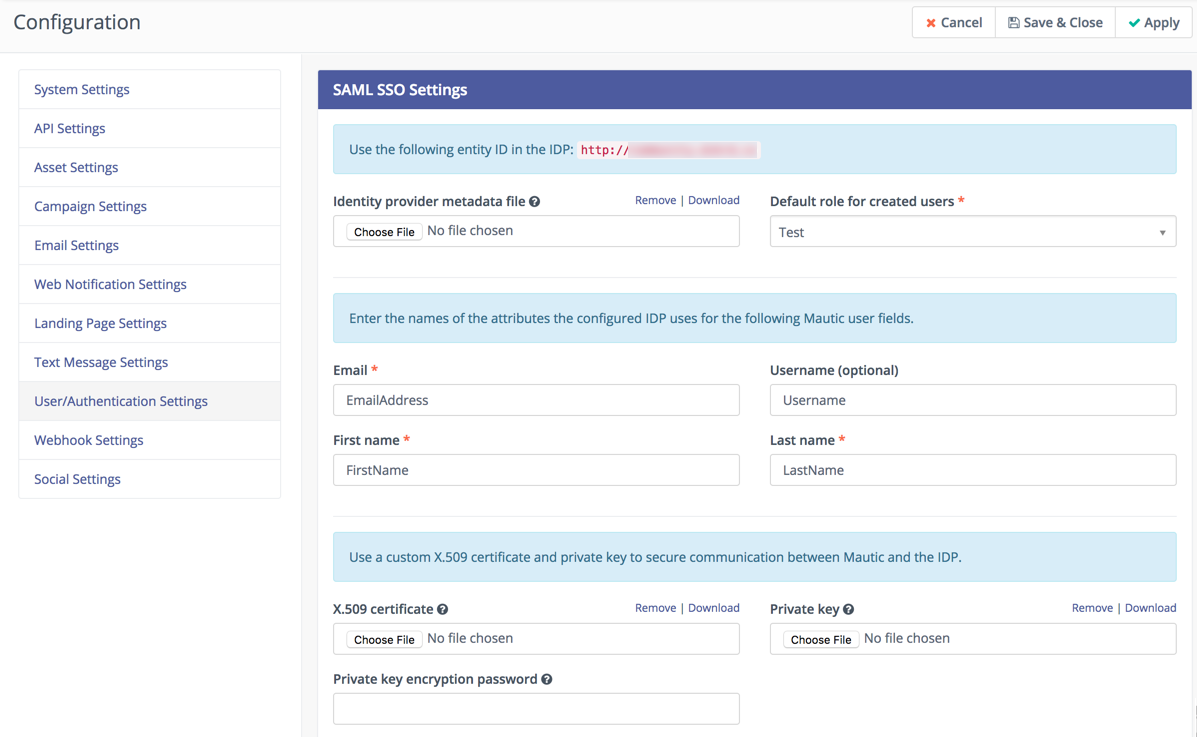 Configuration
Cancel
Save & Close
Apply
System Settings
API Settings
Asset Settings
Campaign Settings
Email Settings
Web Notification Settings
Landing Page Settings
Text Message Settings
User/Authentication Settings
Webhook Settings
Social Settings
SAML SSO Settings
Use the following entity ID in the IDP: http://
Identity provider metadata file ? Remove | Download
Choose File No file chosen
Default role for created users *
Test
Enter the names of the attributes the configured IDP uses for the following Mautic user fields.
Email *
EmailAddress
Username (optional)
Username
First name *
FirstName
Last name *
LastName
Use a custom X.509 certificate and private key to secure communication between Mautic and the IDP.
X.509 certificate ? Remove | Download
Choose File No file chosen
Private key ? Remove | Download
Choose File No file chosen
Private key encryption password ?